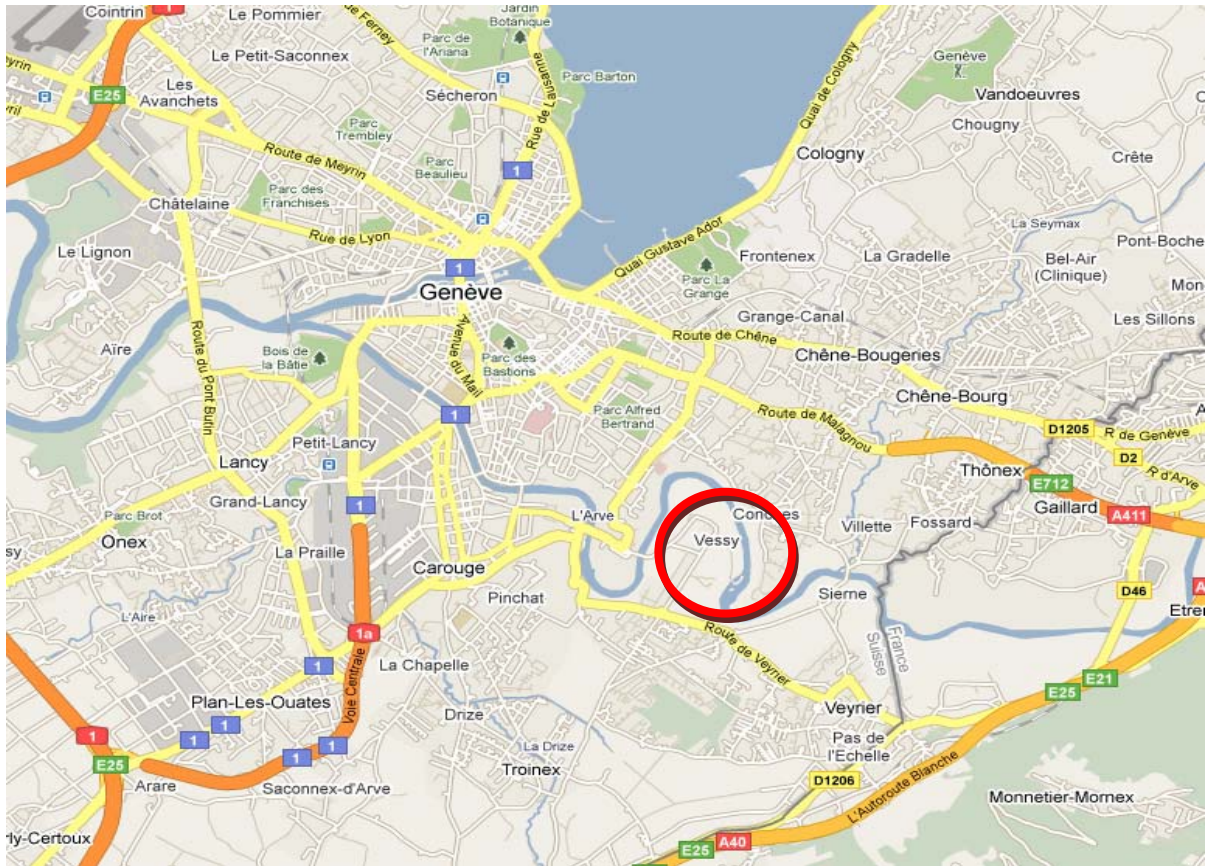 Cointrin
1
Le Pommier
de Ferney
Jardin
Botanique
Parc de
l'Ariana
Le Petit-Saconnex
Rue de Lausanne
Parc Barton
Quai de Cologny
Genève
Vandoeuvres
Chougny
Les
Avanchets
E25
Sécheron
Parc
Trembley
Route de Meyrin
Parc
Beaulieu
1
Cologny
Crête
Parc des
Franchises
Châtelaine
Rue de Lyon
Le Lignon
Quai Gustave Ador
La Seymaz
Frontenex
La Gradelle
Bel-Air
(Clinique)
Parc La
Grange
1
Genève
Avenue du Mail
Grange-Canal
Les Sillons
Route de Chêne
Aïre
Route du Pont Butin
Bois de
la Bâtie
Parc des
Bastions
Chêne-Bougeries
Chêne-Bourg
Parc Alfred
Bertrand
1
Route de Malagnou
R de Genève
D1205
D2
R d'Arve
Petit-Lancy
Lancy
Thônex
E712
Gaillard
A411
Grand-Lancy
1
Parc Brot
Onex
L'Arve
Conches
Vessy
Villette
Fossard
La Praille
Carouge
Pinchat
Sierne
D46
L'Aire
1a
Route de Veyrier
France
Suisse
La Chapelle
1
Voie Centrale
Plan-Les-Ouates
E21
E25
Drize
Veyrier
1
1
1
1
Pas de
l'Echelle
E25
La Drize
Troinex
D1206
Arare
Saconnex-d'Arve
L'Autoroute Blanche
Monnetier-Mornex
E25
A40